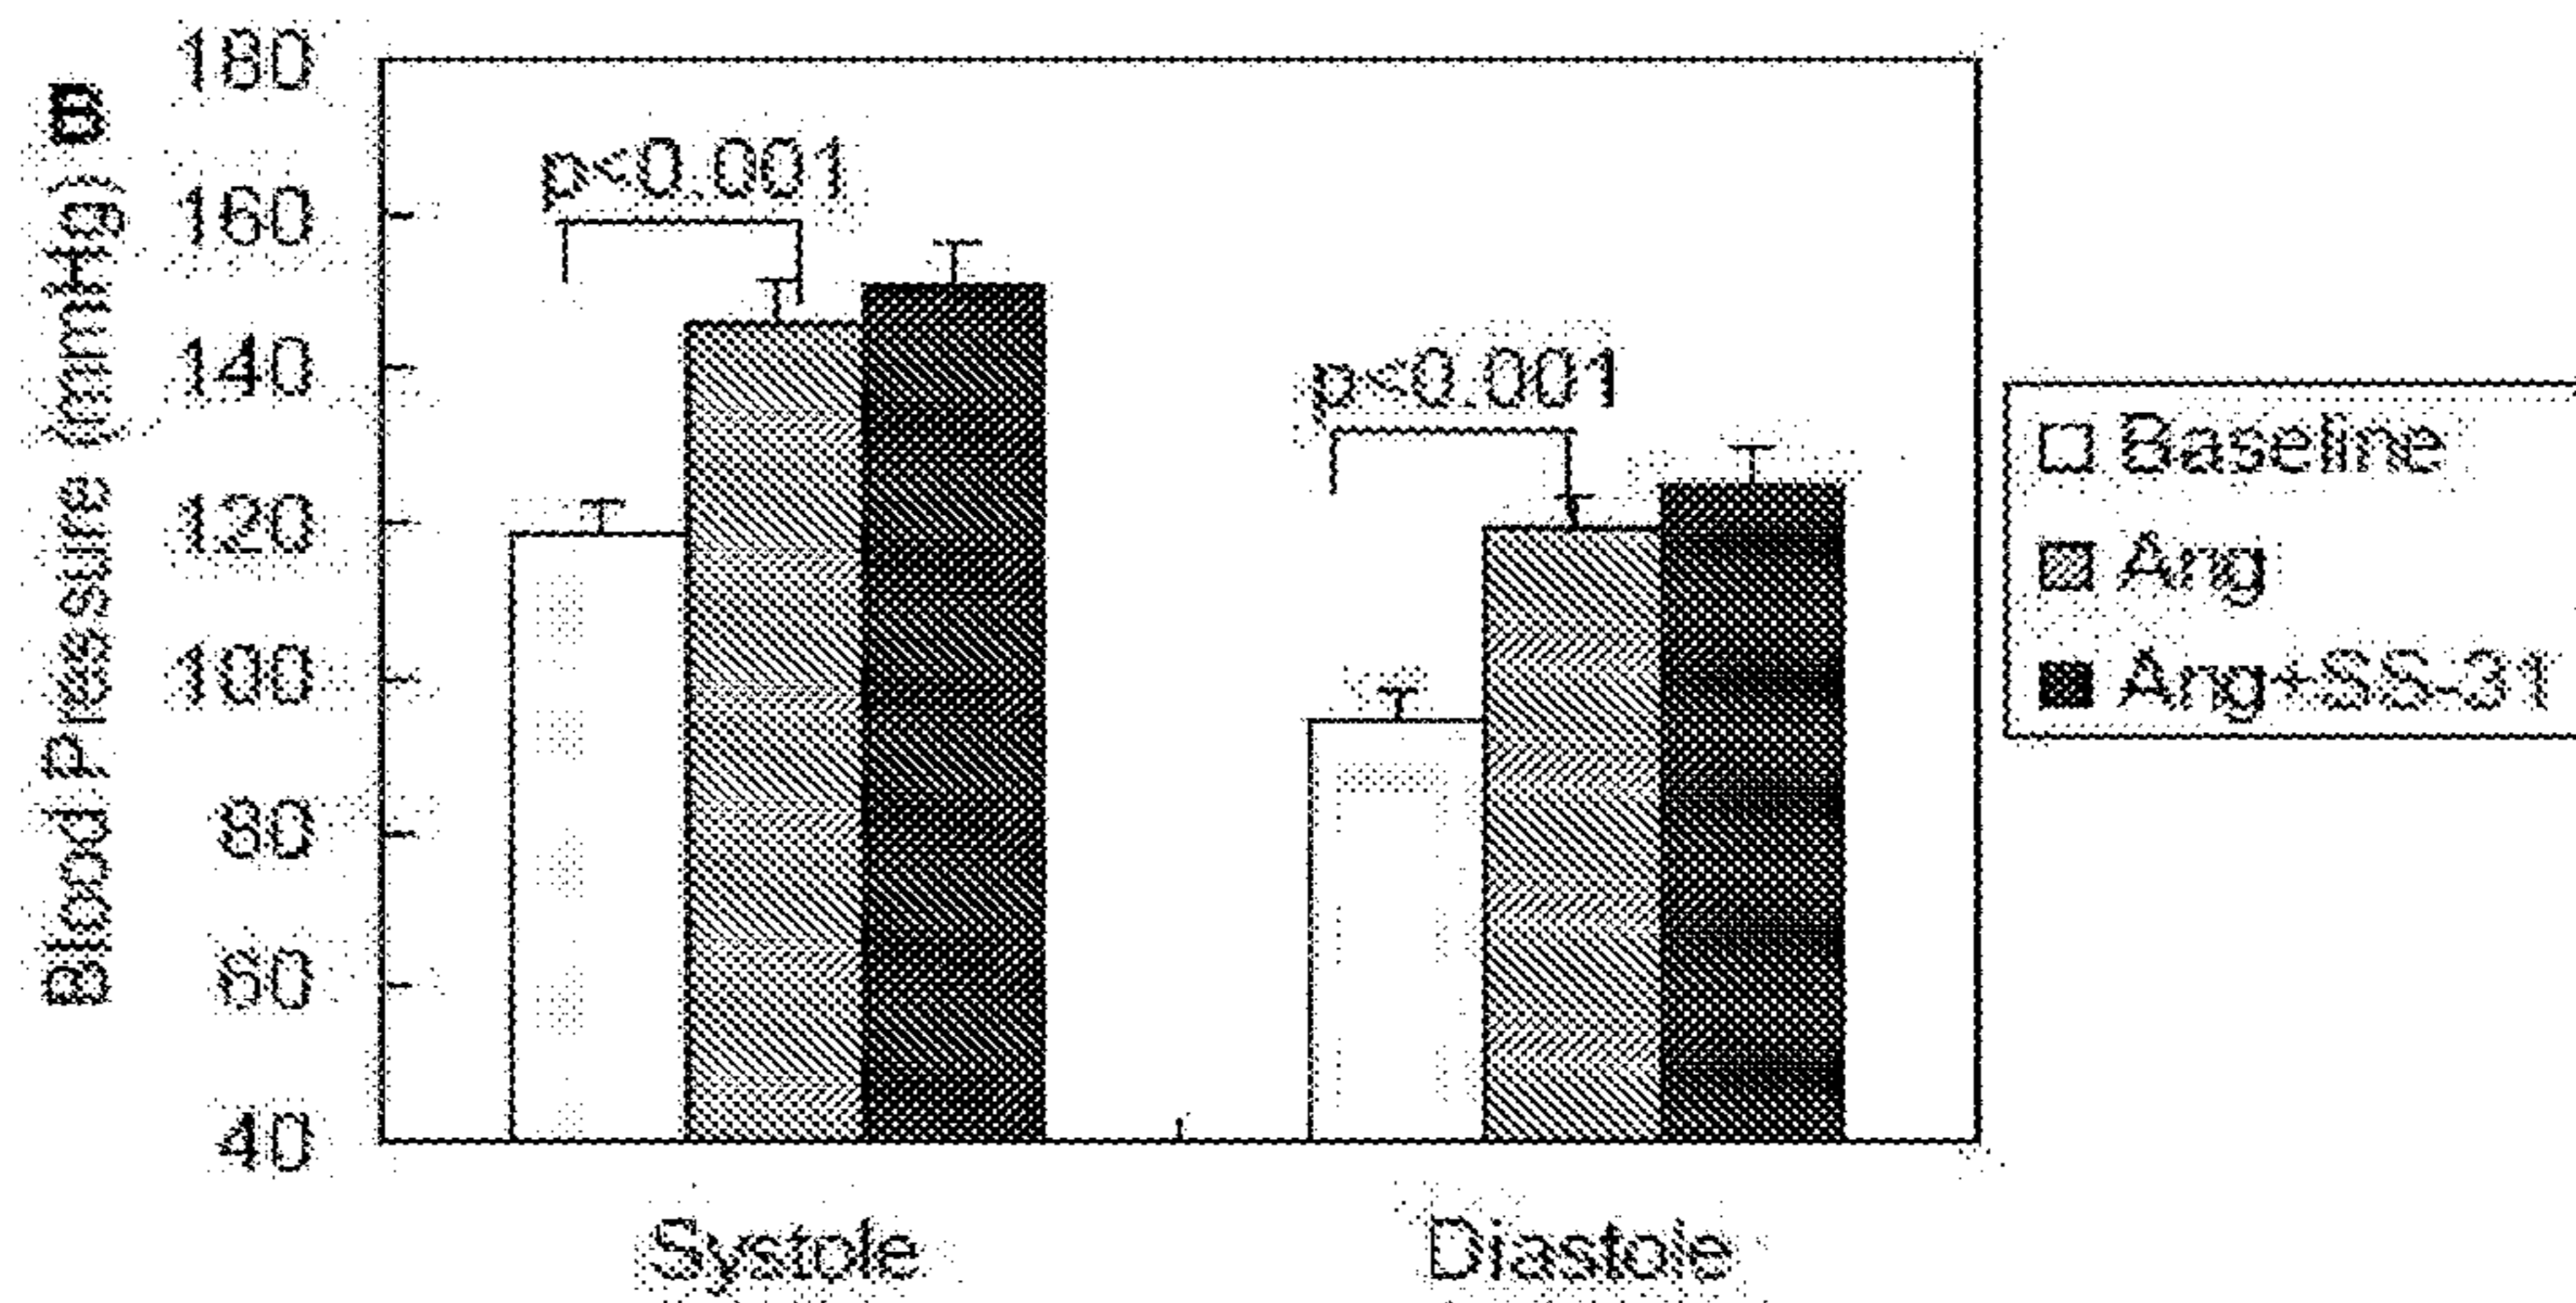 Blood Pressure (mmHg)
180
160
140
120
100
80
60
40
p<0.001
p<0.001
Systole
Diastole
Baseline
Ang
Ang+SS-31